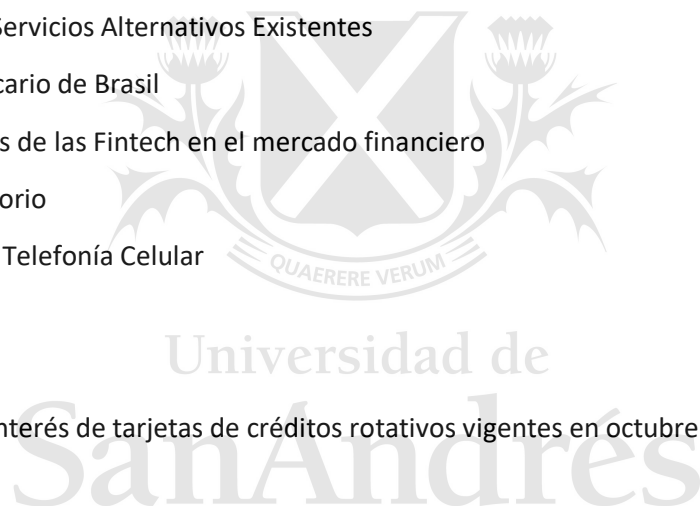 Servicios Alternativos Existentes
cario de Brasil
s de las Fintech en el mercado financiero
orio
Telefonía Celular
QUAERERE VERUM
Universidad de
nterés de tarjetas de créditos rotativos vigentes en octubre
SanAndrés